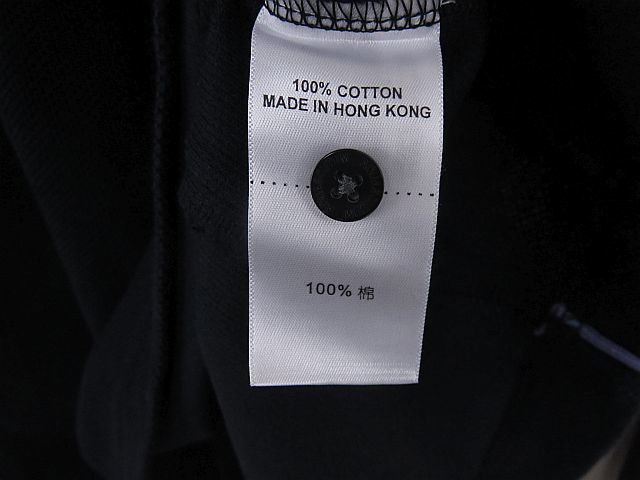 100% COTTON
MADE IN HONG KONG
100% 棉